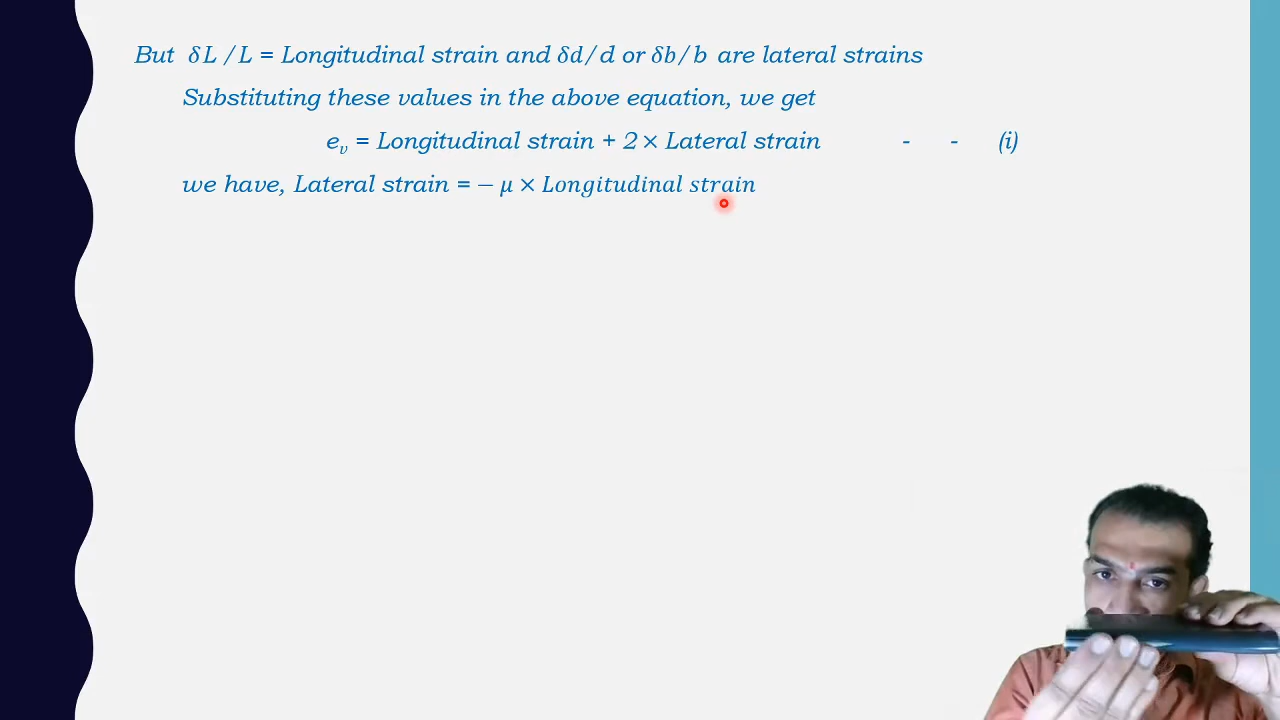 But δL/L = Longitudinal strain and δd/d or δb/b are lateral strains
Substituting these values in the above equation, we get
eᵥ = Longitudinal strain + 2 × Lateral strain - - (i)
we have, Lateral strain = − μ × Longitudinal strain